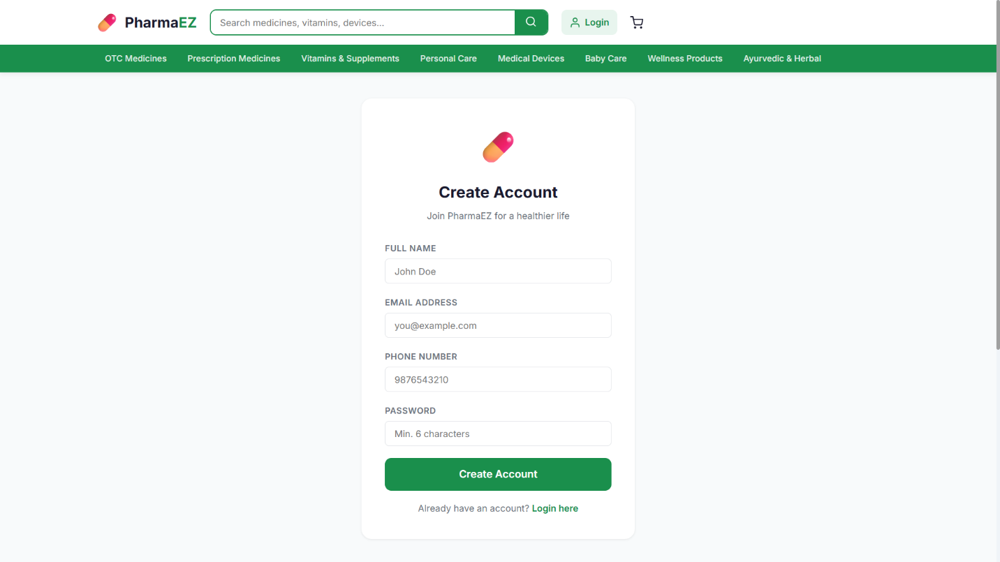 PharmaEZ
Search medicines, vitamins, devices...
Login
OTC Medicines Prescription Medicines Vitamins & Supplements Personal Care Medical Devices Baby Care Wellness Products Ayurvedic & Herbal
Create Account
Join PharmaEZ for a healthier life
FULL NAME
John Doe
EMAIL ADDRESS
you@example.com
PHONE NUMBER
9876543210
PASSWORD
Min. 6 characters
Create Account
Already have an account? Login here